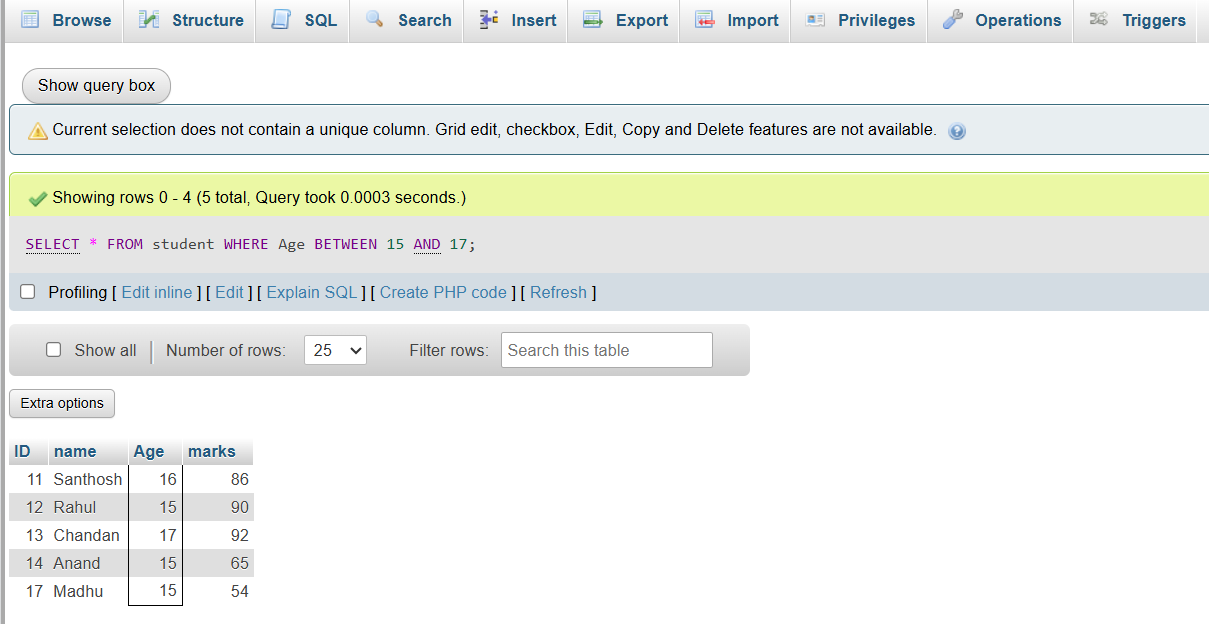 Browse Structure SQL Search Insert Export Import Privileges Operations Triggers
Show query box
Current selection does not contain a unique column. Grid edit, checkbox, Edit, Copy and Delete features are not available.
Showing rows 0 - 4 (5 total, Query took 0.0003 seconds.)
SELECT * FROM student WHERE Age BETWEEN 15 AND 17;
Profiling [ Edit inline ] [ Edit ] [ Explain SQL ] [ Create PHP code ] [ Refresh ]
Show all Number of rows: 25 Filter rows: Search this table
Extra options
ID name Age marks
11 Santhosh 16 86
12 Rahul 15 90
13 Chandan 17 92
14 Anand 15 65
17 Madhu 15 54